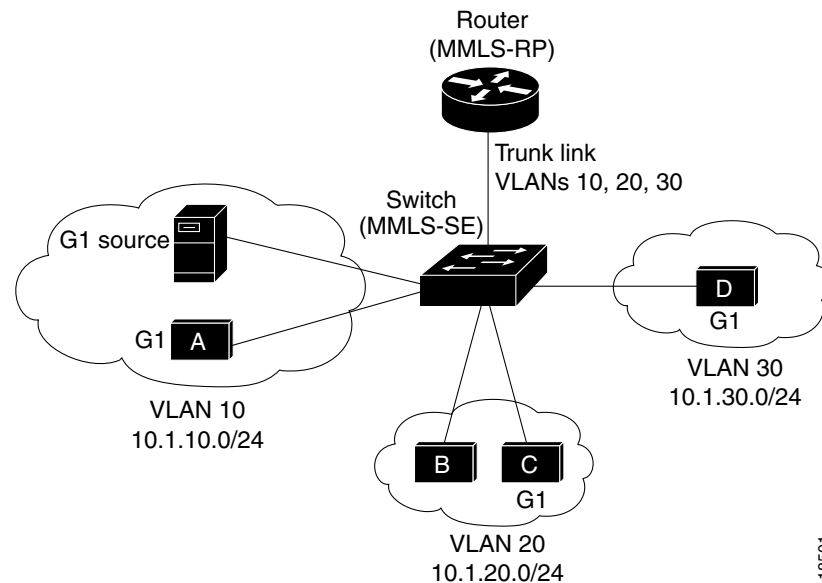 Router
(MMLS-RP)
Trunk link
VLANs 10, 20, 30
Switch
(MMLS-SE)
G1 source
G1
A
VLAN 10
10.1.10.0/24
D
G1
VLAN 30
10.1.30.0/24
B
C
G1
VLAN 20
10.1.20.0/24